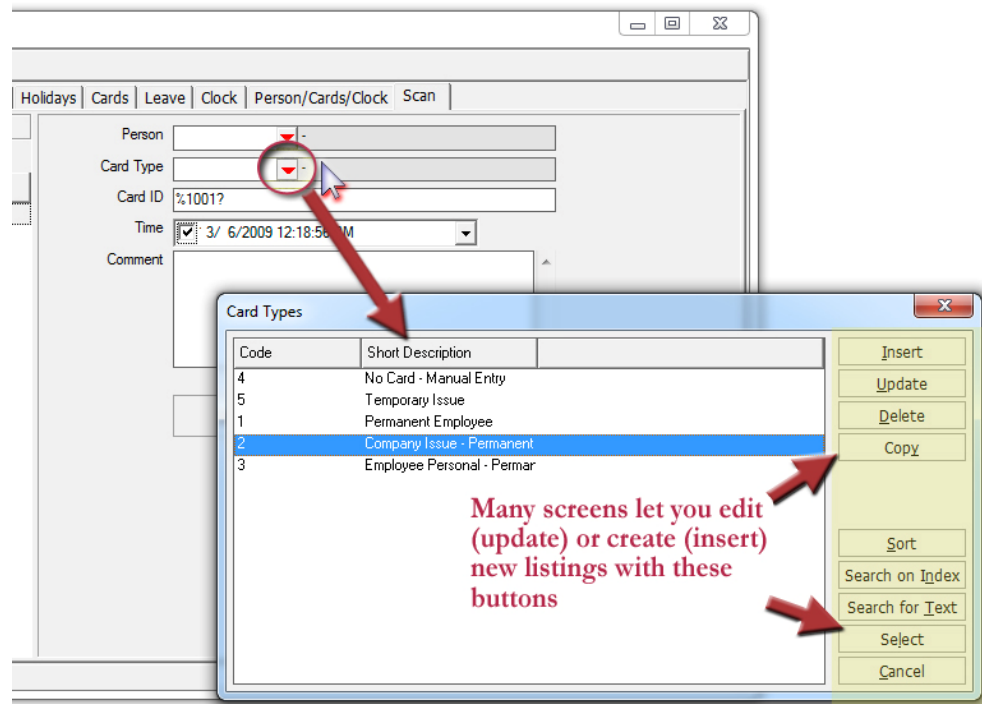 Holidays Cards Leave Clock Person/Cards/Clock Scan
Person -
Card Type -
Card ID %1001?
Time 3/ 6/2009 12:18:56
Comment
Card Types
Code Short Description
4 No Card - Manual Entry
5 Temporary Issue
1 Permanent Employee
2 Company Issue - Permanent
3 Employee Personal - Permar
Insert
Update
Delete
Copy
Many screens let you edit
(update) or create (insert)
new listings with these
buttons
Sort
Search on Index
Search for Text
Select
Cancel